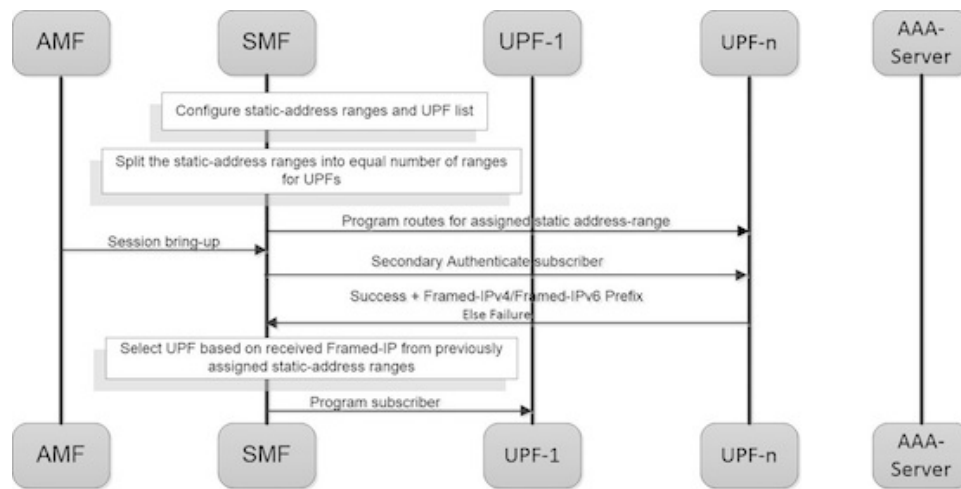 AMF
SMF
UPF-1
UPF-n
AAA-
Server
Configure static-address ranges and UPF list
Split the static-address ranges into equal number of ranges
for UPFs
Program routes for assigned static address-range
Session bring-up
Secondary Authenticate subscriber
Success + Framed-IPv4/Framed-IPv6 Prefix
Else Failure
Select UPF based on received Framed-IP from previously
assigned static-address ranges
Program subscriber
AMF
SMF
UPF-1
UPF-n
AAA-
Server